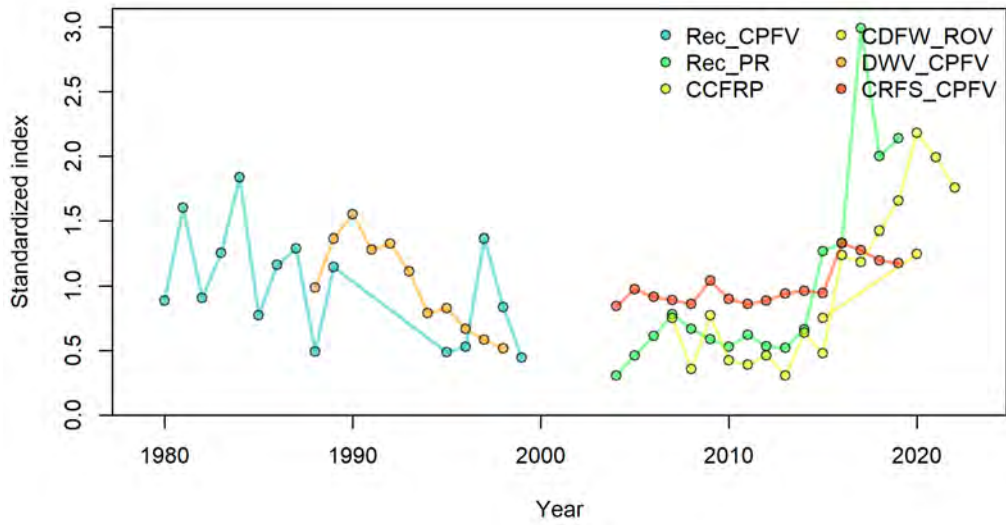 Rec_CPFV
Rec_PR
CCFRP
CDFW_ROV
DWV_CPFV
CRFS_CPFV
Standardized index
3.0
2.5
2.0
1.5
1.0
0.5
0.0
1980
1990
2000
2010
2020
Year